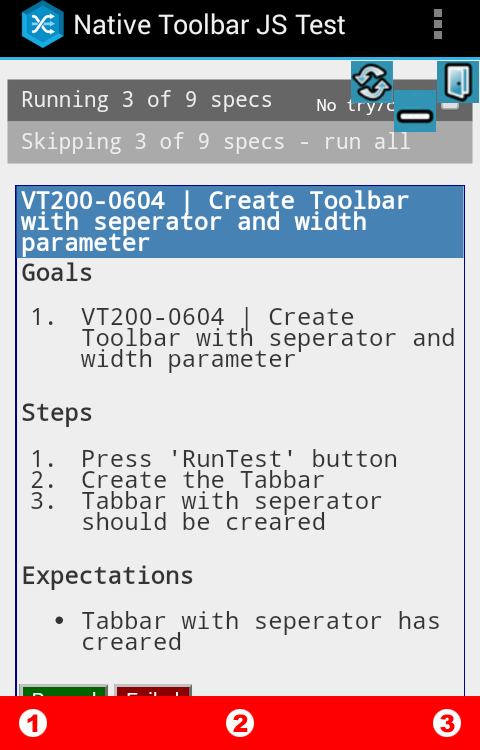 Native Toolbar JS Test
Running 3 of 9 specs
No try/c
Skipping 3 of 9 specs - run all
VT200-0604 | Create Toolbar
with seperator and width
parameter
Goals
1. VT200-0604 | Create
Toolbar with seperator and
width parameter
Steps
1. Press 'RunTest' button
2. Create the Tabbar
3. Tabbar with seperator
should be creared
Expectations
• Tabbar with seperator has
creared
1 2 3